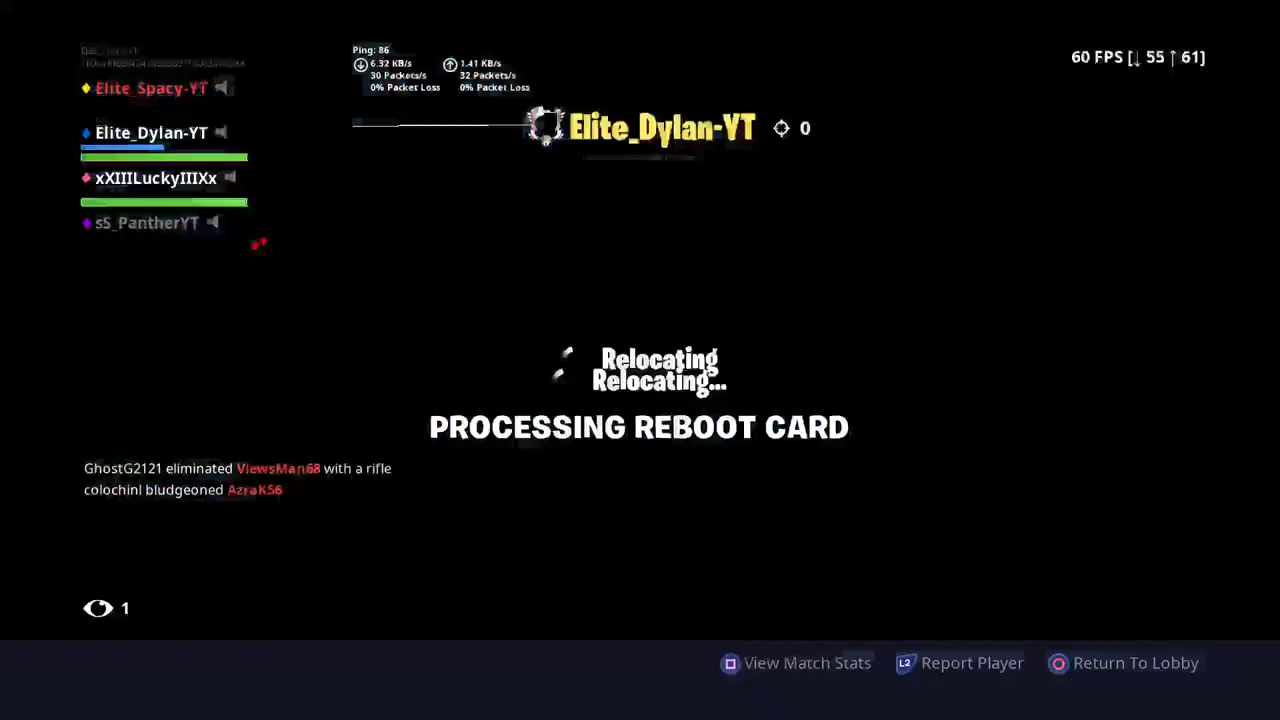 Ping: 86
6.32 KB/s
1.41 KB/s
30 Packets/s
32 Packets/s
0% Packet Loss
0% Packet Loss
60 FPS [↓ 55 ↑ 61]
Elite_Spacy-YT
Elite_Dylan-YT
xXIIILuckyIIIXx
sS_PantherYT
Elite_Dylan-YT 0
Relocating
Relocating...
PROCESSING REBOOT CARD
GhostG2121 eliminated ViewsMan68 with a rifle
colochinl bludgeoned AzraK56
1
View Match Stats
Report Player
Return To Lobby
L2